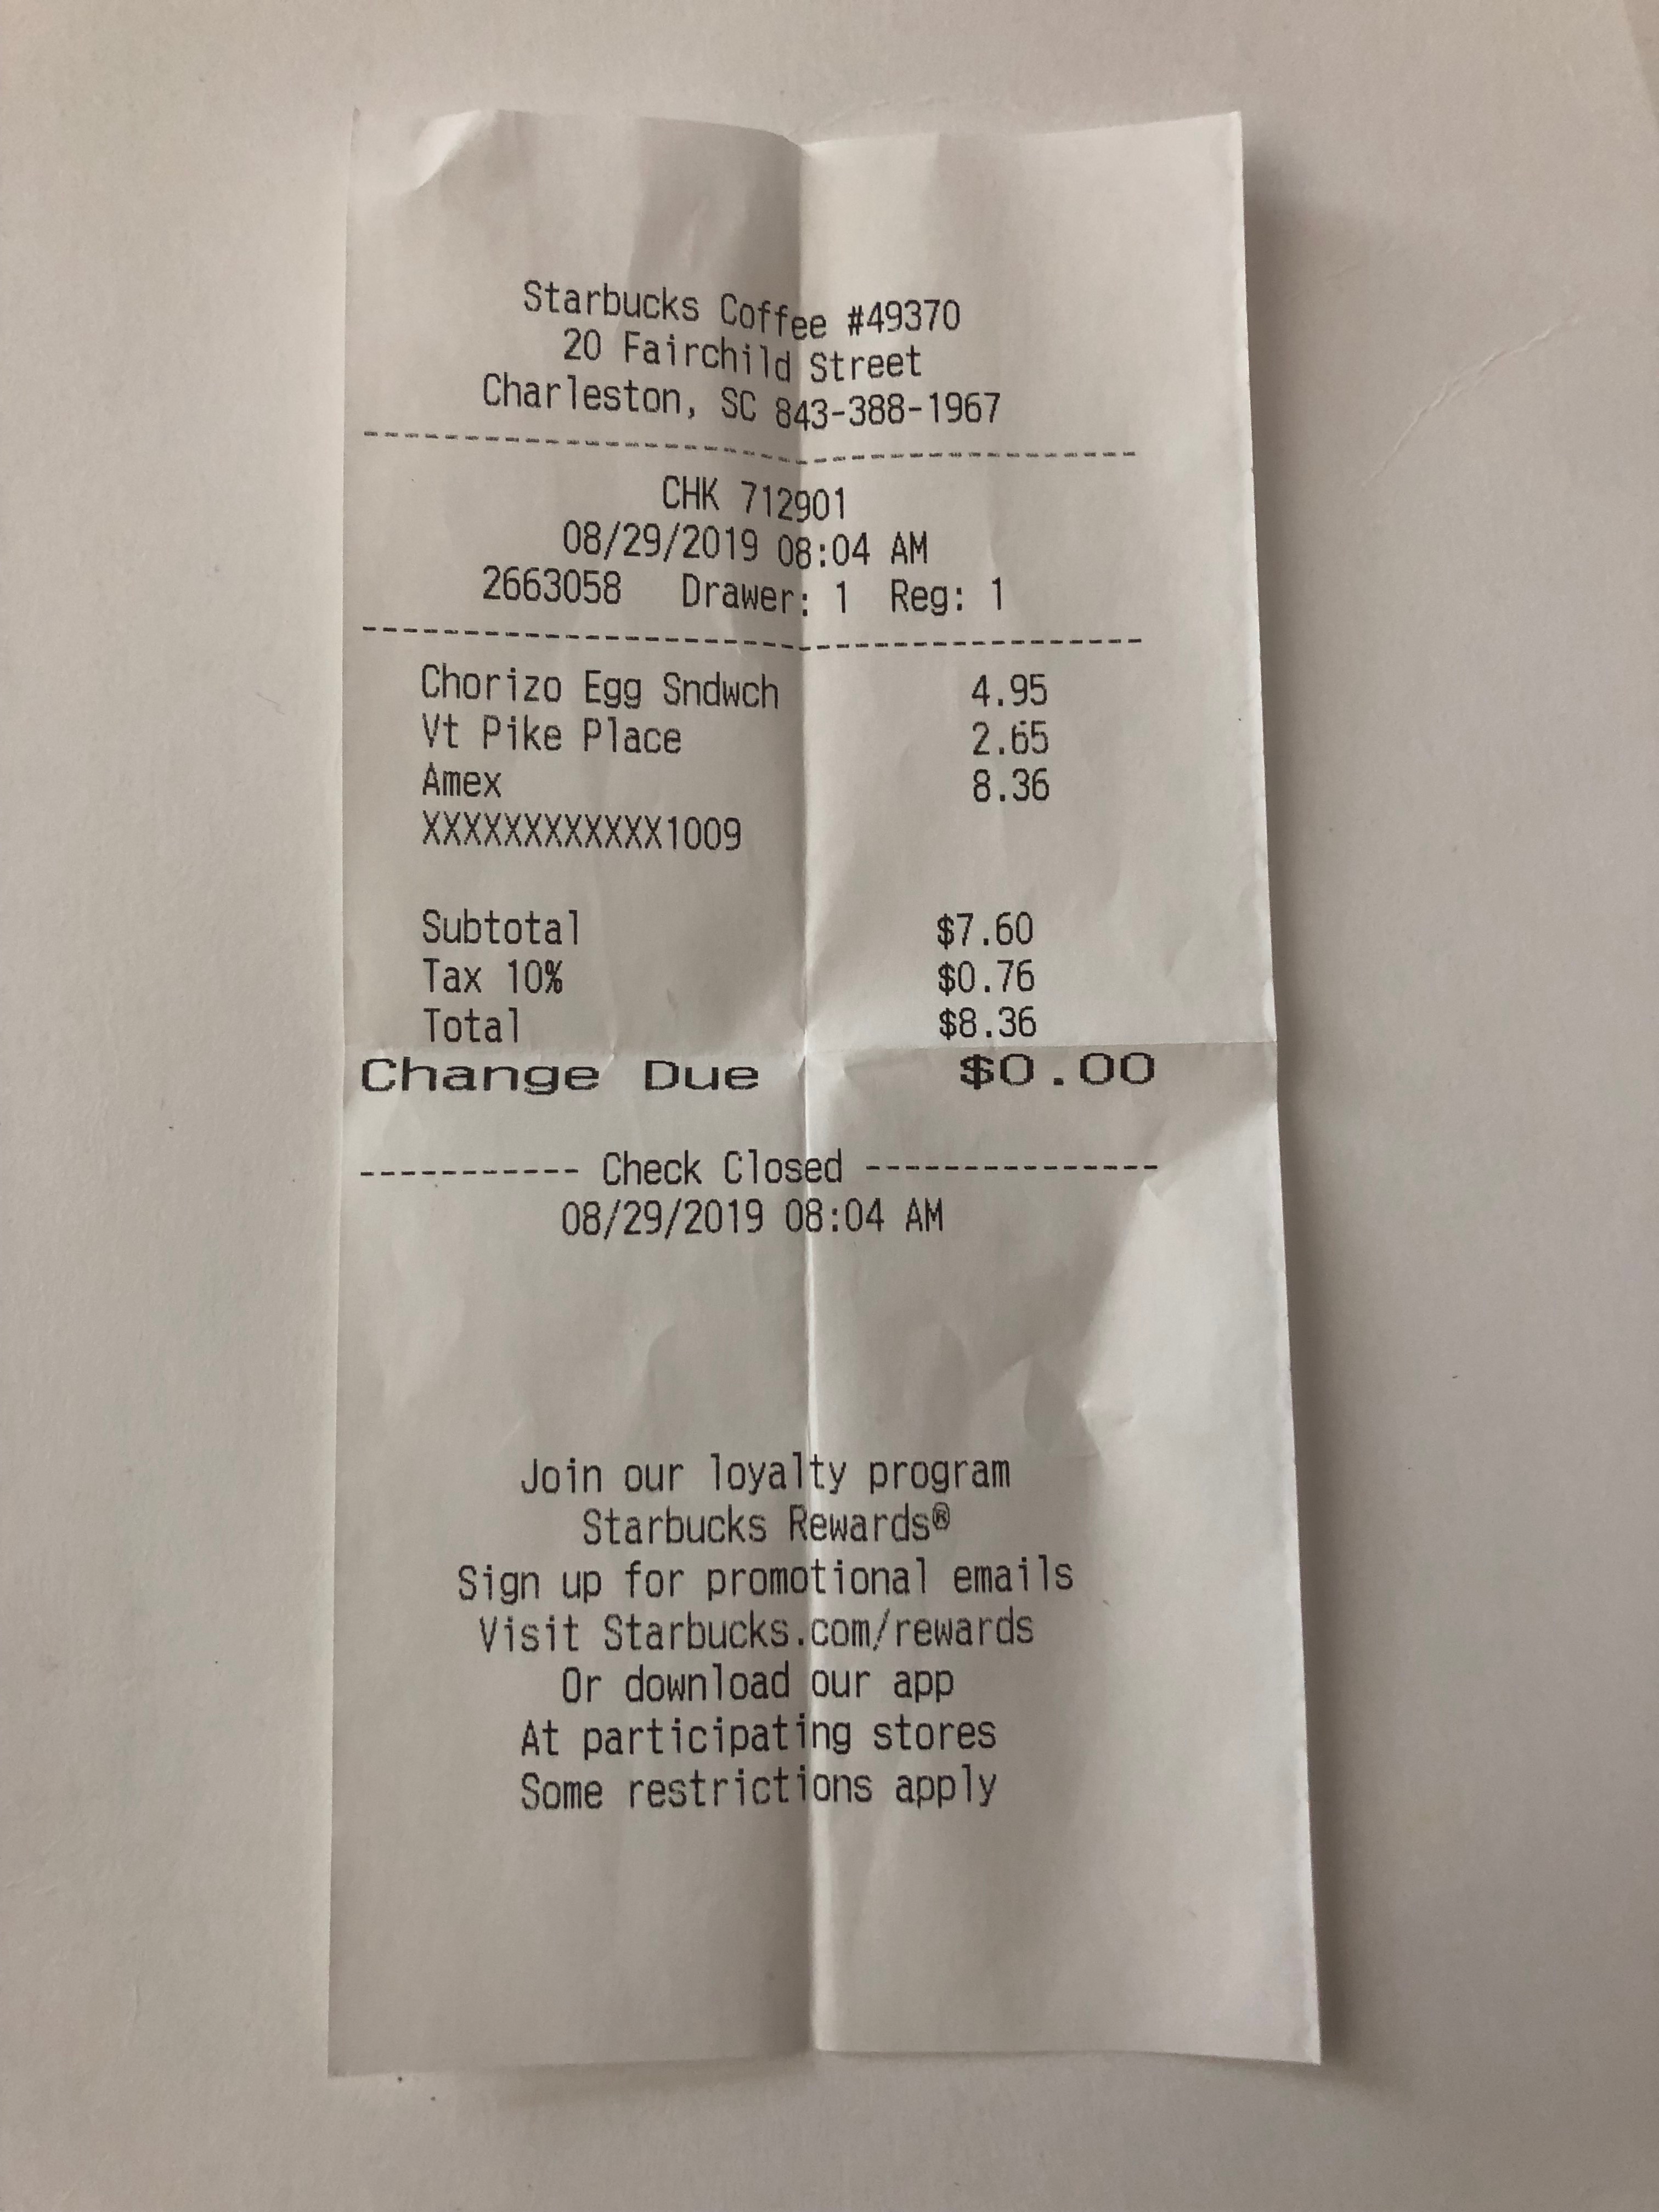 Starbucks Coffee #49370
20 Fairchild Street
Charleston, SC 843-388-1967
--------------------------------------
CHK 712901
08/29/2019 08:04 AM
2663058 Drawer: 1 Reg: 1
--------------------------------------
Chorizo Egg Sndwch 4.95
Vt Pike Place 2.65
Amex 8.36
XXXXXXXXXXXX1009
Subtotal $7.60
Tax 10% $0.76
Total $8.36
Change Due $0.00
----------- Check Closed ---------------
08/29/2019 08:04 AM
Join our loyalty program
Starbucks Rewards®
Sign up for promotional emails
Visit Starbucks.com/rewards
Or download our app
At participating stores
Some restrictions apply